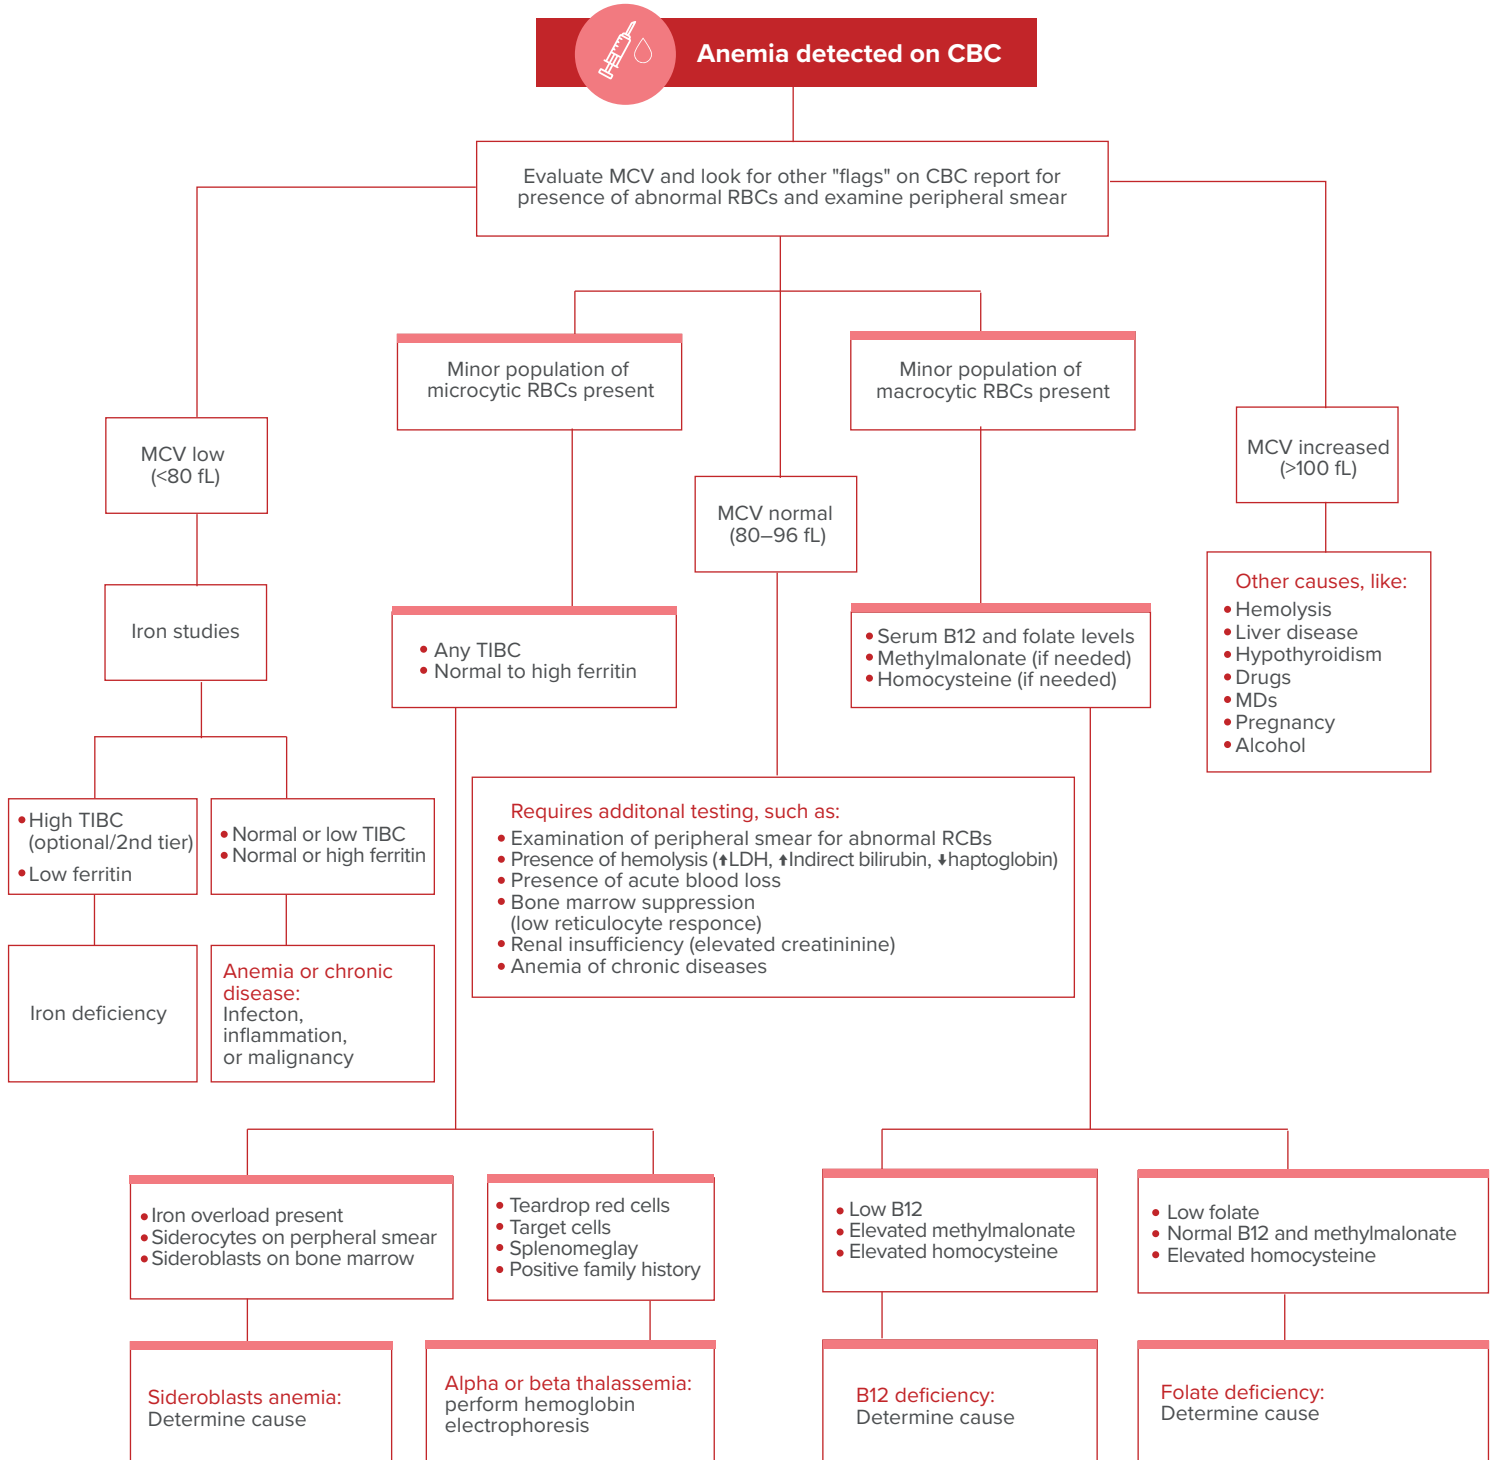 Anemia detected on CBC
Evaluate MCV and look for other "flags" on CBC report for
presence of abnormal RBCs and examine peripheral smear
Minor population of
microcytic RBCs present
Minor population of
macrocytic RBCs present
MCV low
(<80 fL)
MCV normal
(80–96 fL)
MCV increased
(>100 fL)
Iron studies
• Any TIBC
• Normal to high ferritin
• Serum B12 and folate levels
• Methylmalonate (if needed)
• Homocysteine (if needed)
Other causes, like:
• Hemolysis
• Liver disease
• Hypothyroidism
• Drugs
• MDs
• Pregnancy
• Alcohol
• High TIBC
(optional/2nd tier)
• Low ferritin
• Normal or low TIBC
• Normal or high ferritin
Requires additonal testing, such as:
• Examination of peripheral smear for abnormal RCBs
• Presence of hemolysis (↑LDH, ↑Indirect bilirubin, ↓haptoglobin)
• Presence of acute blood loss
• Bone marrow suppression
(low reticulocyte responce)
• Renal insufficiency (elevated creatininine)
• Anemia of chronic diseases
Iron deficiency
Anemia or chronic
disease:
Infecton,
inflammation,
or malignancy
• Iron overload present
• Siderocytes on perpheral smear
• Sideroblasts on bone marrow
• Teardrop red cells
• Target cells
• Splenomeglay
• Positive family history
• Low B12
• Elevated methylmalonate
• Elevated homocysteine
• Low folate
• Normal B12 and methylmalonate
• Elevated homocysteine
Sideroblasts anemia:
Determine cause
Alpha or beta thalassemia:
perform hemoglobin
electrophoresis
B12 deficiency:
Determine cause
Folate deficiency:
Determine cause